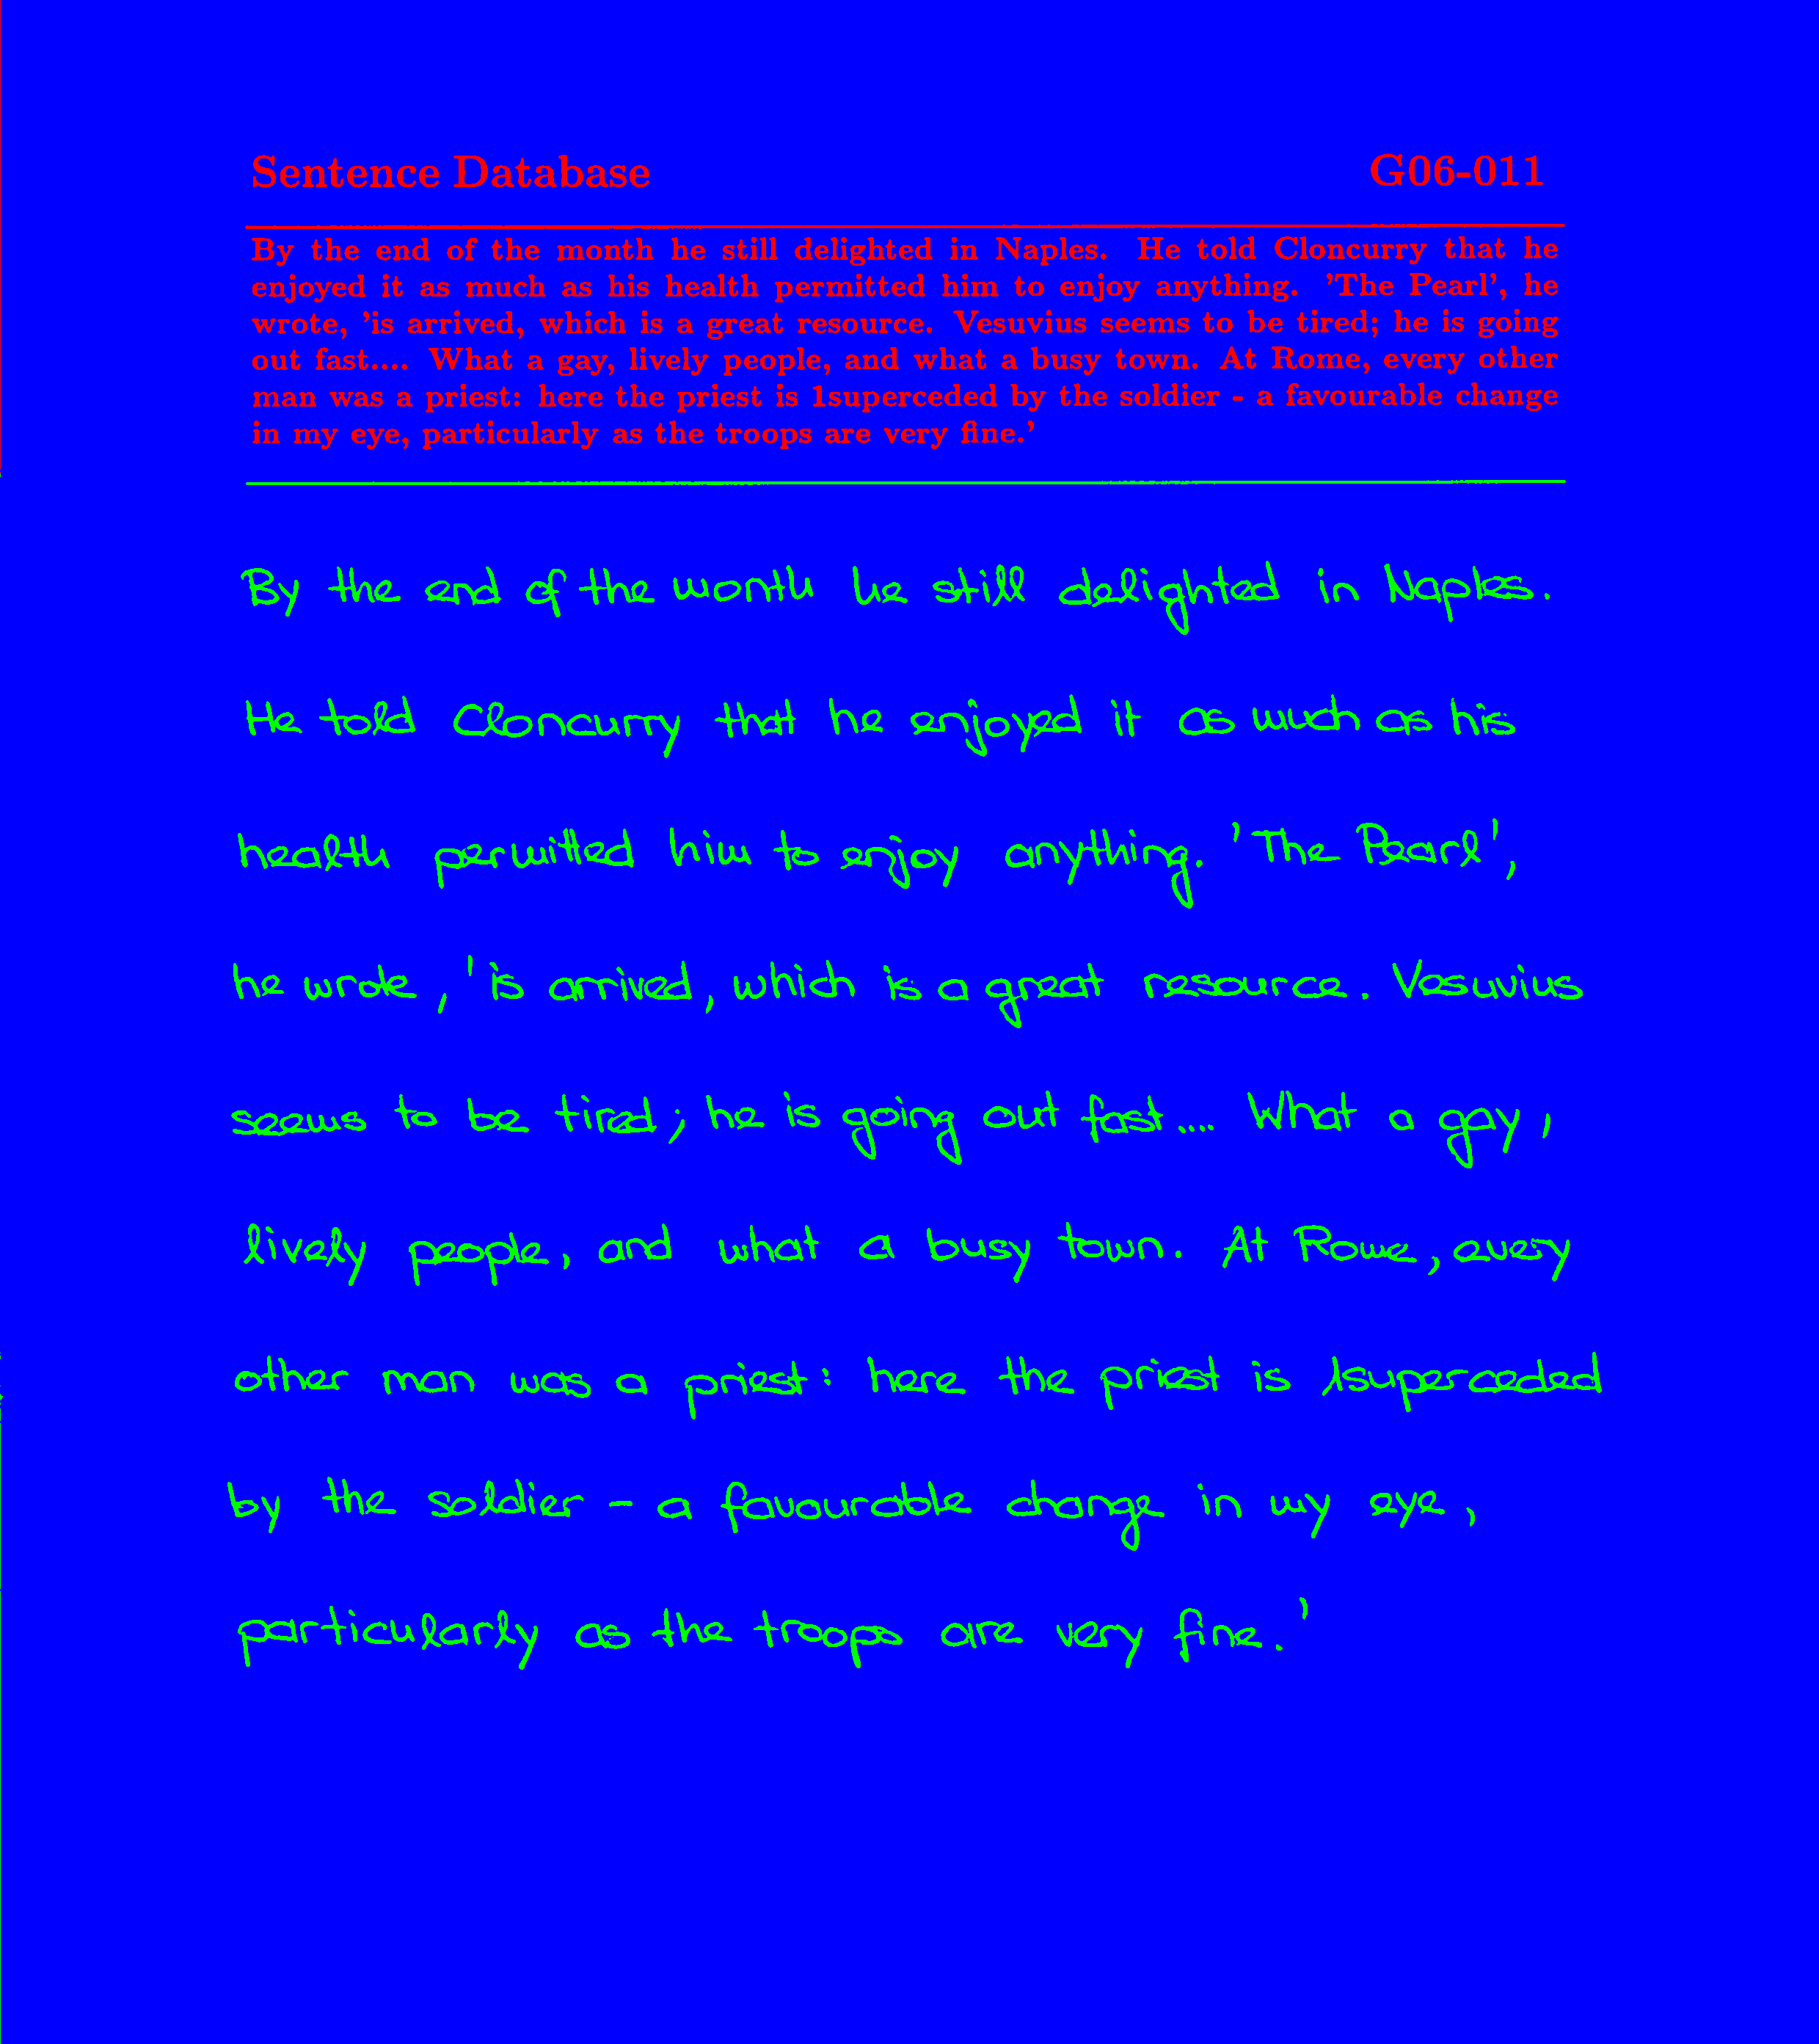 Sentence Database G06-011
By the end of the month he still delighted in Naples. He told Cloncurry that he
enjoyed it as much as his health permitted him to enjoy anything. 'The Pearl', he
wrote, 'is arrived, which is a great resource. Vesuvius seems to be tired; he is going
out fast.... What a gay, lively people, and what a busy town. At Rome, every other
man was a priest: here the priest is 1superceded by the soldier - a favourable change
in my eye, particularly as the troops are very fine.'
By the end of the month he still delighted in Naples.
He told Cloncurry that he enjoyed it as much as his
health permitted him to enjoy anything. 'The Pearl',
he wrote, 'is arrived, which is a great resource. Vesuvius
seems to be tired; he is going out fast.... What a gay,
lively people, and what a busy town. At Rome, every
other man was a priest: here the priest is 1superceded
by the soldier - a favourable change in my eye,
particularly as the troops are very fine.'